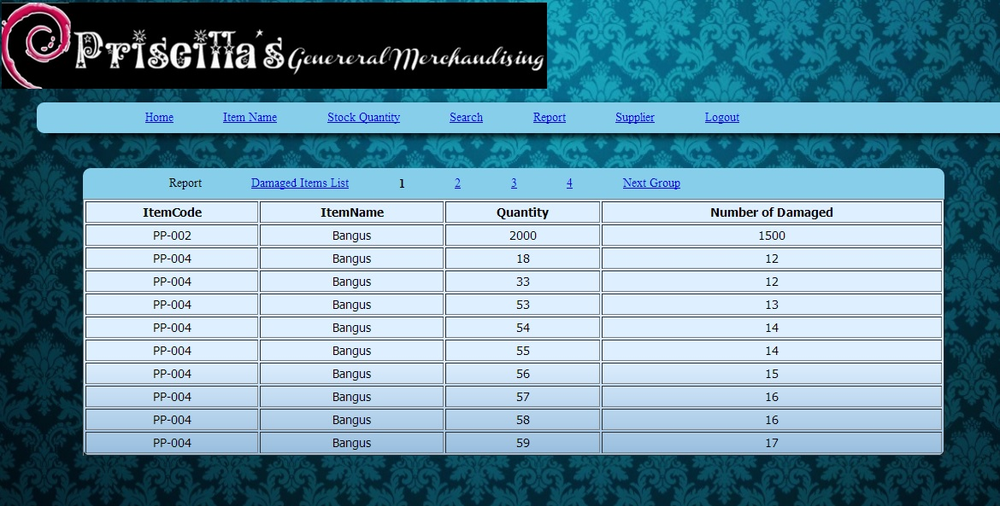 Priscilla's Genereral Merchandising
Home Item Name Stock Quantity Search Report Supplier Logout
Report Damaged Items List 1 2 3 4 Next Group
ItemCode ItemName Quantity Number of Damaged
PP-002 Bangus 2000 1500
PP-004 Bangus 18 12
PP-004 Bangus 33 12
PP-004 Bangus 53 13
PP-004 Bangus 54 14
PP-004 Bangus 55 14
PP-004 Bangus 56 15
PP-004 Bangus 57 16
PP-004 Bangus 58 16
PP-004 Bangus 59 17